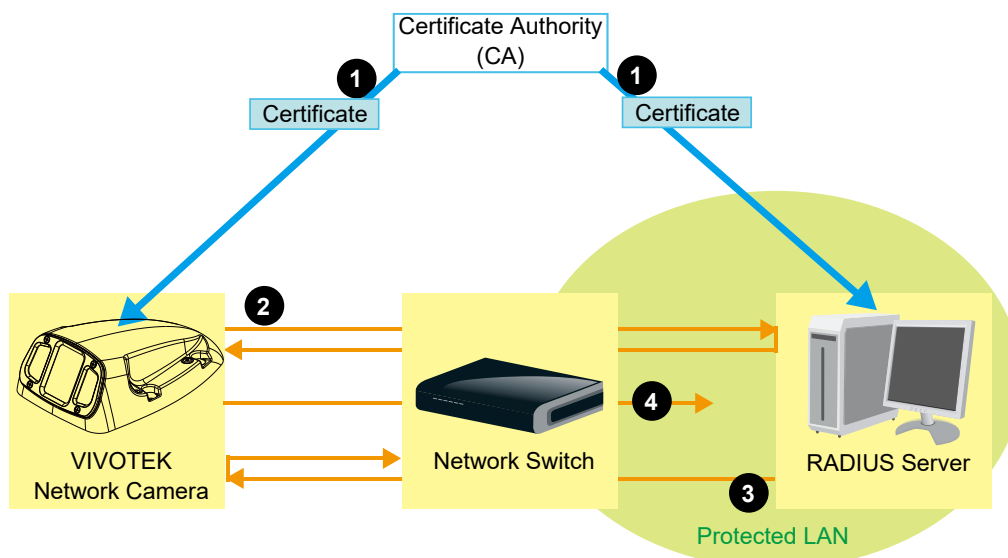 Certificate Authority
(CA)
1
1
Certificate
Certificate
2
4
VIVOTEK
Network Camera
Network Switch
RADIUS Server
3
Protected LAN